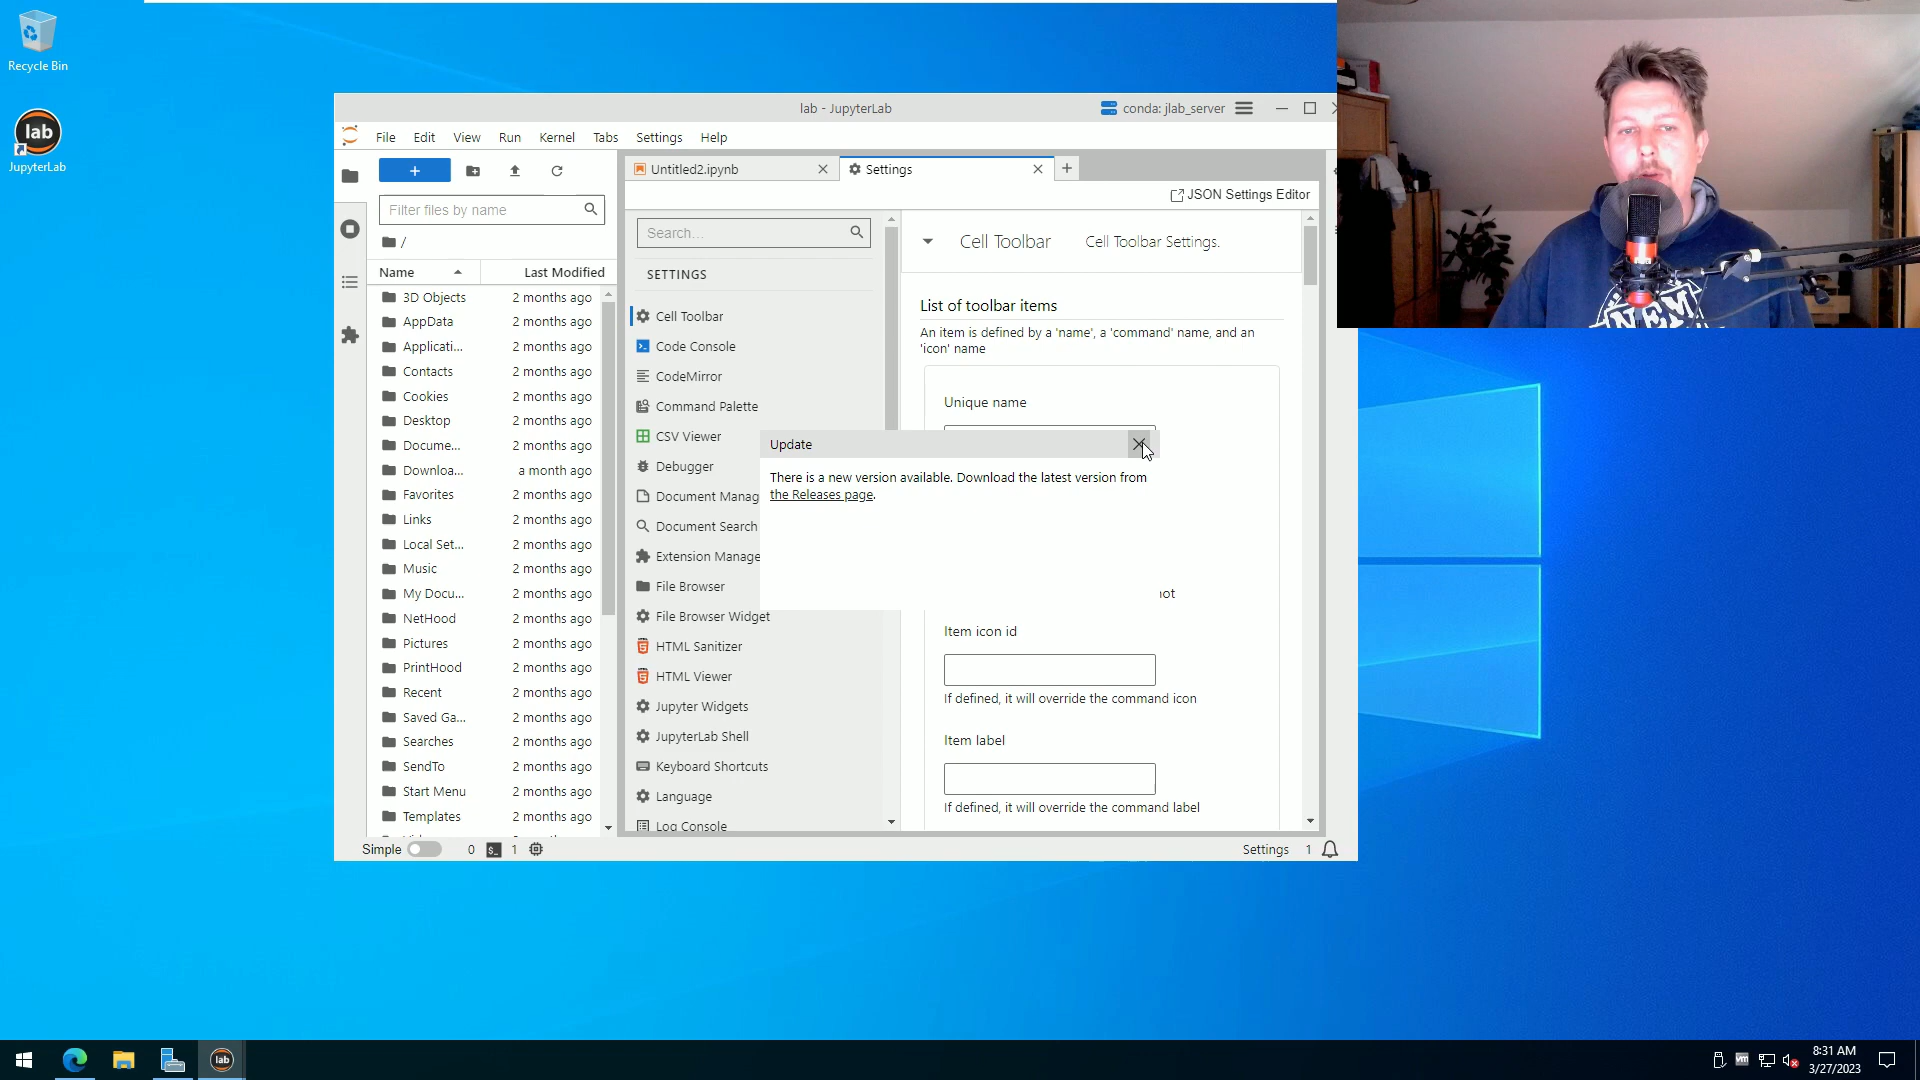 Recycle Bin
lab
JupyterLab
lab - JupyterLab
conda: jlab_server
File Edit View Run Kernel Tabs Settings Help
+
Untitled2.ipynb
Settings
+
JSON Settings Editor
Filter files by name
/
Name
Last Modified
3D Objects 2 months ago
AppData 2 months ago
Applicati... 2 months ago
Contacts 2 months ago
Cookies 2 months ago
Desktop 2 months ago
Docume... 2 months ago
Downloa... a month ago
Favorites 2 months ago
Links 2 months ago
Local Set... 2 months ago
Music 2 months ago
My Docu... 2 months ago
NetHood 2 months ago
Pictures 2 months ago
PrintHood 2 months ago
Recent 2 months ago
Saved Ga... 2 months ago
Searches 2 months ago
SendTo 2 months ago
Start Menu 2 months ago
Templates 2 months ago
Search...
SETTINGS
Cell Toolbar
Code Console
CodeMirror
Command Palette
CSV Viewer
Debugger
Document Manag
Document Search
Extension Manage
File Browser
File Browser Widget
HTML Sanitizer
HTML Viewer
Jupyter Widgets
JupyterLab Shell
Keyboard Shortcuts
Language
Log Console
Cell Toolbar
Cell Toolbar Settings.
List of toolbar items
An item is defined by a 'name', a 'command' name, and an
'icon' name
Unique name
Update
There is a new version available. Download the latest version from
the Releases page.
Item icon id
If defined, it will override the command icon
Item label
If defined, it will override the command label
Simple
0
1
Settings 1
lab
8:31 AM
3/27/2023